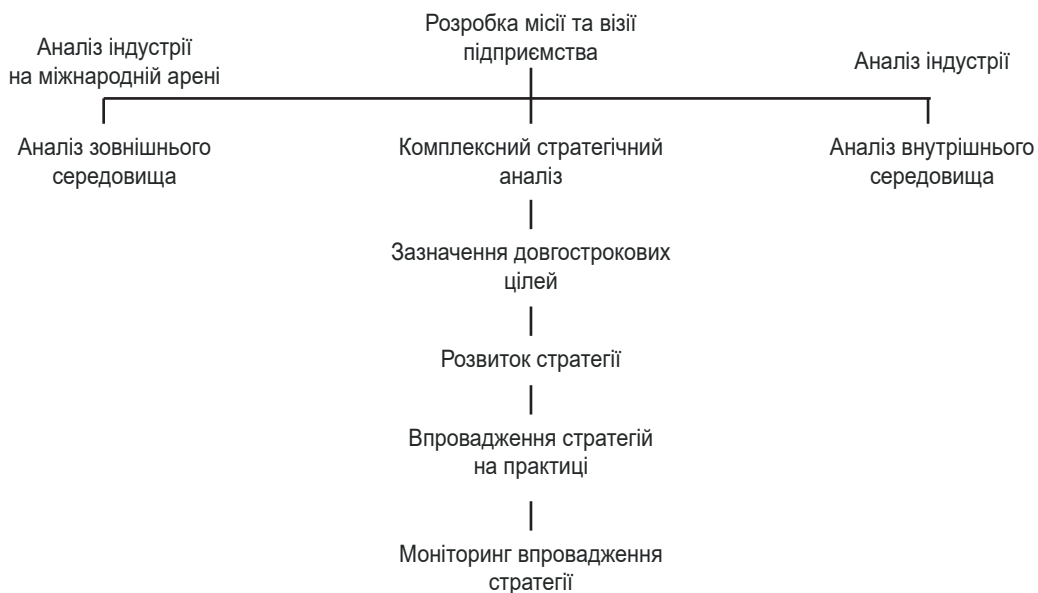 Розробка місії та візії
підприємства
Аналіз індустрії
на міжнародній арені
Аналіз індустрії
Аналіз зовнішнього
середовища
Комплексний стратегічний
аналіз
Аналіз внутрішнього
середовища
Зазначення довгострокових
цілей
Розвиток стратегії
Впровадження стратегій
на практиці
Моніторинг впровадження
стратегії